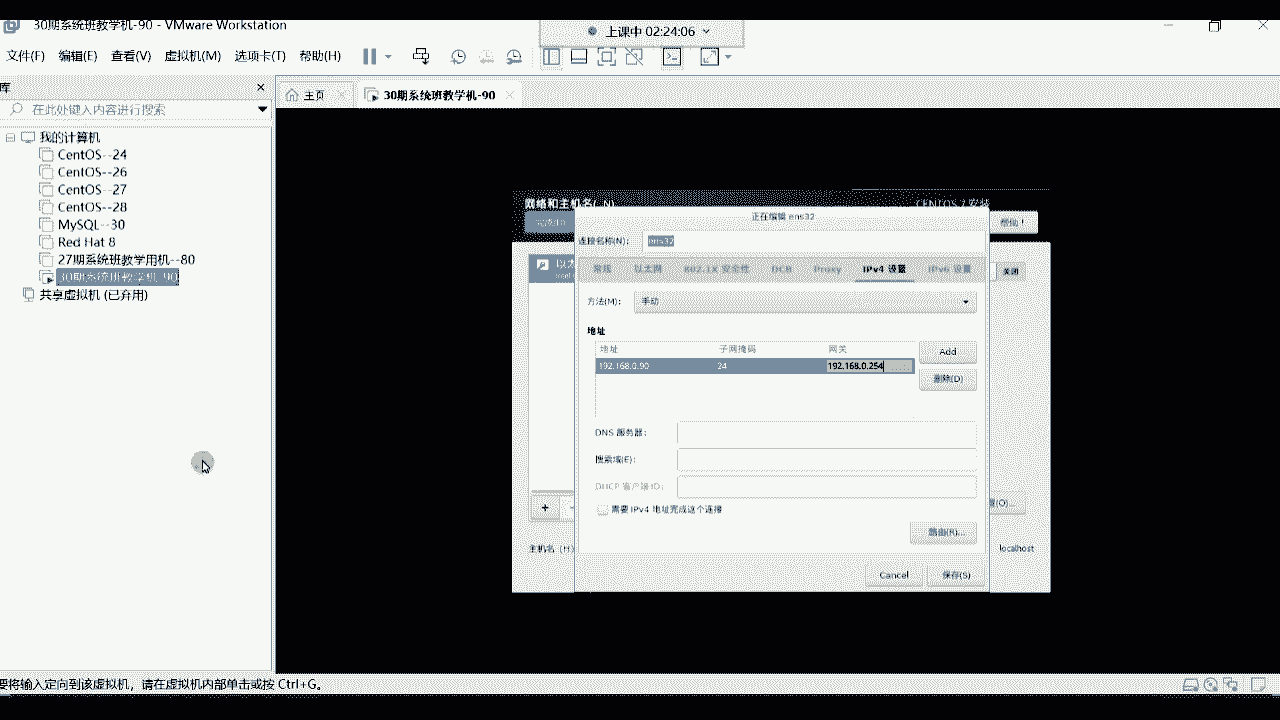 30期系统班教学机-90 - VMware Workstation
上课中 02:24:06
文件(F) 编辑(E) 查看(V) 虚拟机(M) 选项卡(T) 帮助(H)
库
在此处键入内容进行搜索
主页
30期系统班教学机-90
我的计算机
CentOS--24
CentOS--26
CentOS--27
CentOS--28
MySQL--30
Red Hat 8
27期系统班教学用机--80
30期系统班教学机-90
共享虚拟机 (已弃用)
网络和主机名(_N)
CENTOS 7 安装
帮助！
正在编辑 ens32
连接名称(N)： ens32
常规 以太网 802.1X 安全性 DCB Proxy IPv4 设置 IPv6 设置
以太
关闭
方法(M)： 手动
地址
地址 子网掩码 网关
192.168.0.90 24 192.168.0.254
Add
删除(D)
DNS 服务器：
搜索域(E)：
DHCP 客户端 ID：
需要 IPv4 地址完成这个连接
路由(R)...
主机名 (H)
localhost
Cancel 保存(S)
要将输入定向到该虚拟机，请在虚拟机内部单击或按 Ctrl+G。